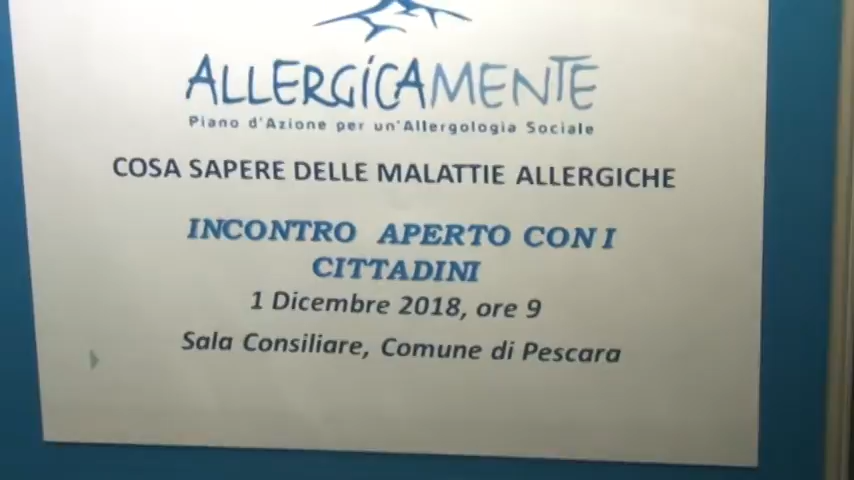 ALLERGICAMENTE
Piano d'Azione per un'Allergologia Sociale
COSA SAPERE DELLE MALATTIE ALLERGICHE
INCONTRO APERTO CON I
CITTADINI
1 Dicembre 2018, ore 9
Sala Consiliare, Comune di Pescara